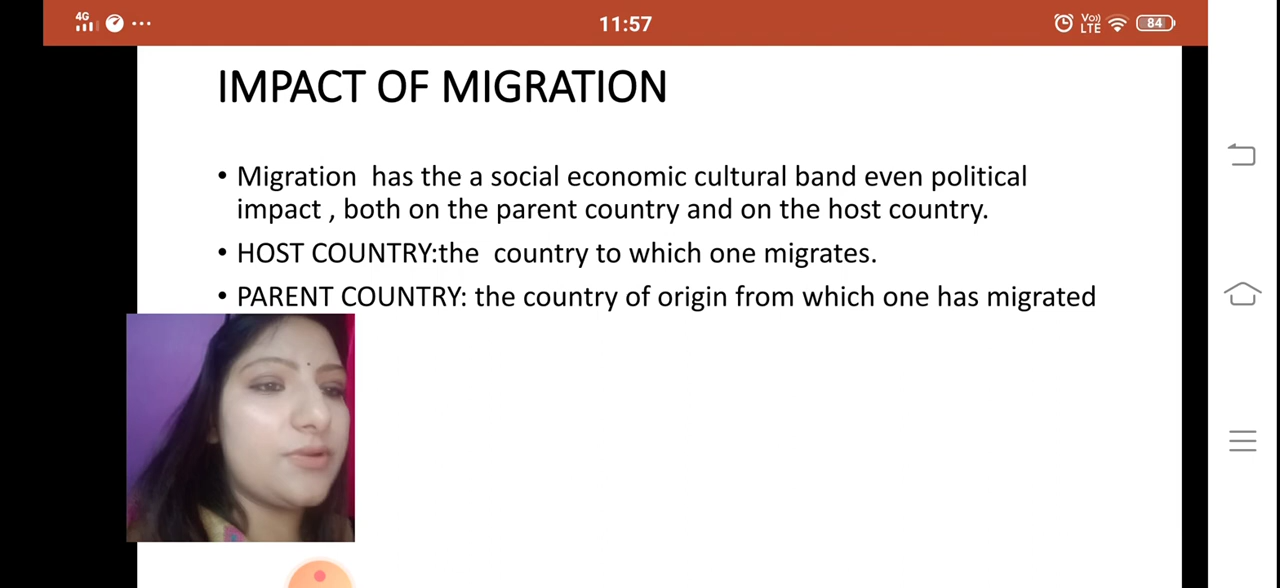 4G 11:57 Vo)) LTE 84
IMPACT OF MIGRATION
• Migration has the a social economic cultural band even political
impact , both on the parent country and on the host country.
• HOST COUNTRY:the country to which one migrates.
• PARENT COUNTRY: the country of origin from which one has migrated